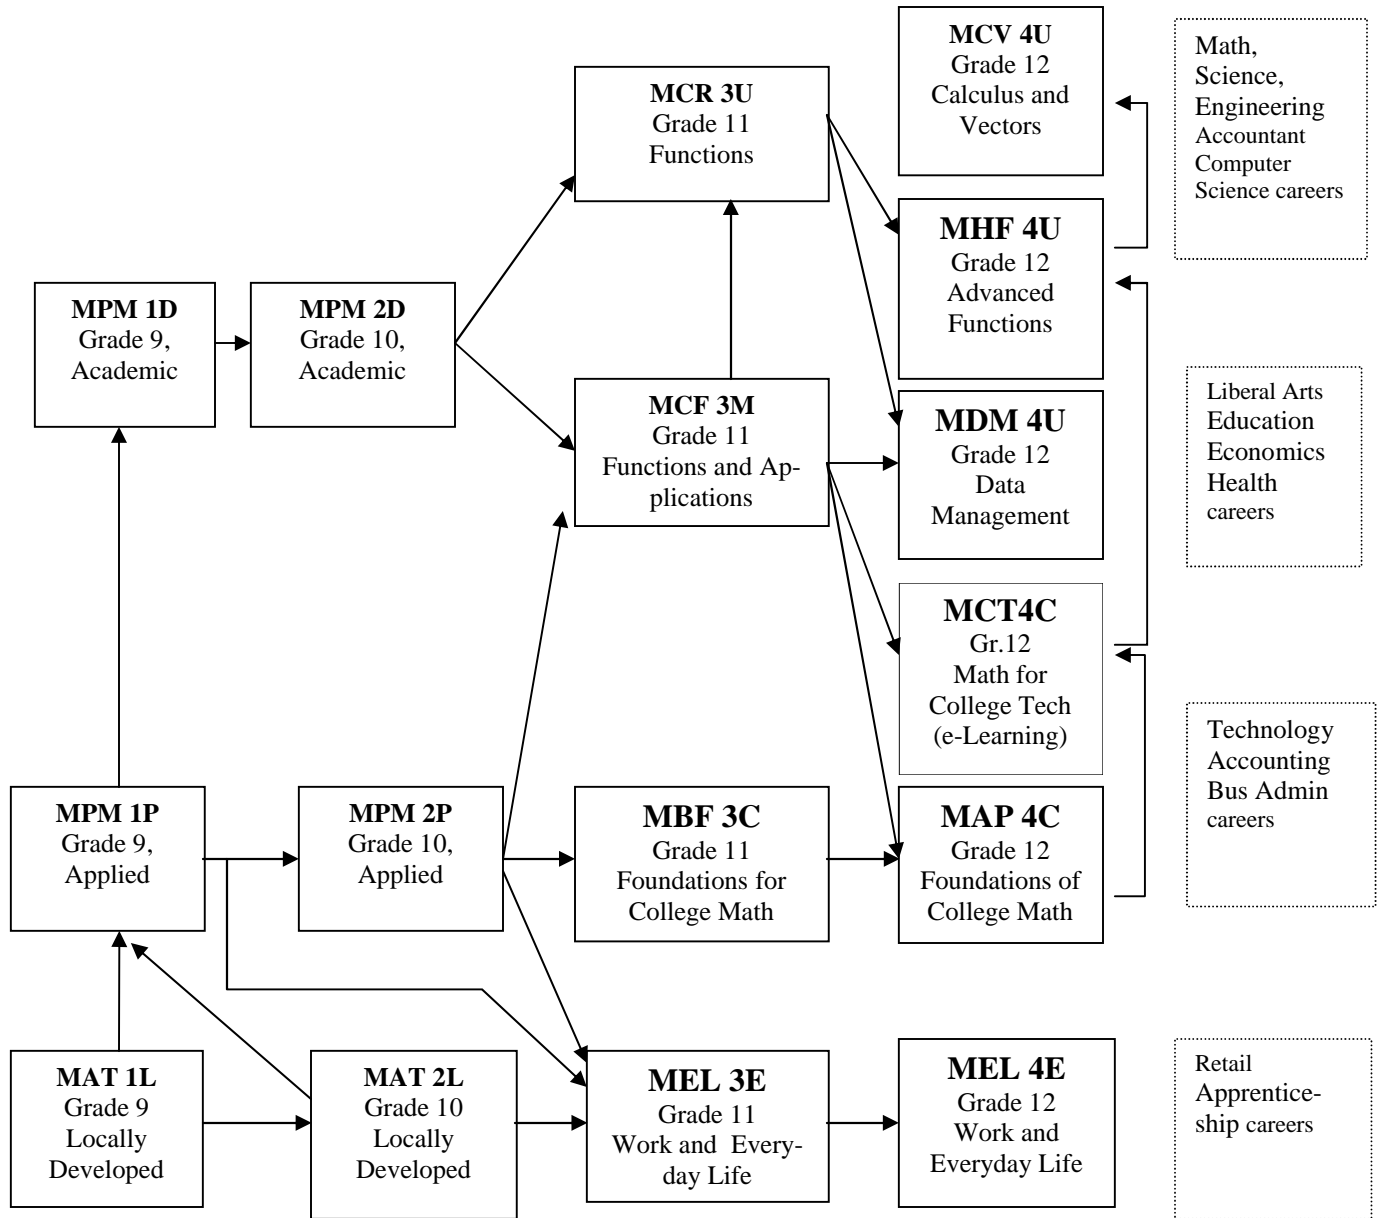 MCV 4U
Grade 12
Calculus and
Vectors
Math,
Science,
Engineering
Accountant
Computer
Science careers
MCR 3U
Grade 11
Functions
MHF 4U
Grade 12
Advanced
Functions
MPM 1D
Grade 9,
Academic
MPM 2D
Grade 10,
Academic
MCF 3M
Grade 11
Functions and Ap-
plications
MDM 4U
Grade 12
Data
Management
Liberal Arts
Education
Economics
Health
careers
MCT4C
Gr.12
Math for
College Tech
(e-Learning)
Technology
Accounting
Bus Admin
careers
MPM 1P
Grade 9,
Applied
MPM 2P
Grade 10,
Applied
MBF 3C
Grade 11
Foundations for
College Math
MAP 4C
Grade 12
Foundations of
College Math
MAT 1L
Grade 9
Locally
Developed
MAT 2L
Grade 10
Locally
Developed
MEL 3E
Grade 11
Work and Every-
day Life
MEL 4E
Grade 12
Work and
Everyday Life
Retail
Apprentice-
ship careers